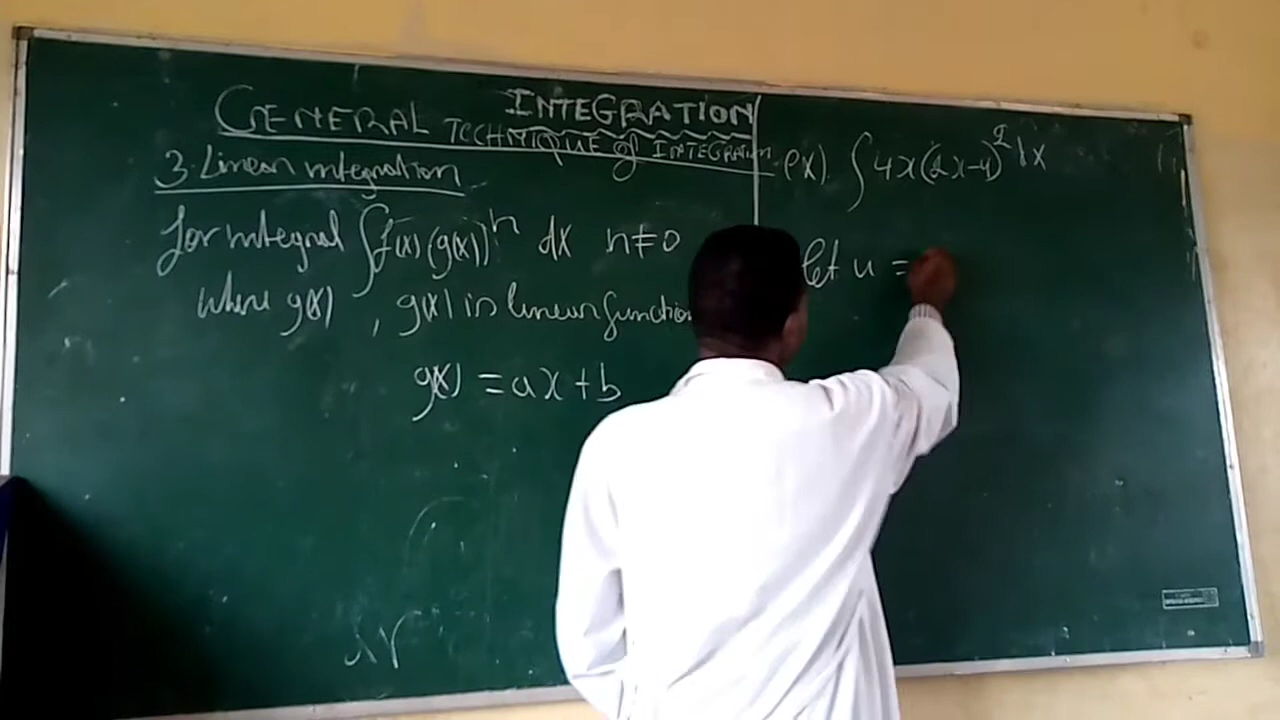 INTEGRATION
GENERAL TECHNIQUE of INTEGRATION
3. Linear integration
for integral ∫f(x)(g(x))^n dx n≠0
where g(x) , g(x) is linear function
g(x) = ax + b
ex). ∫4x(2x-4)^2 dx
let u =